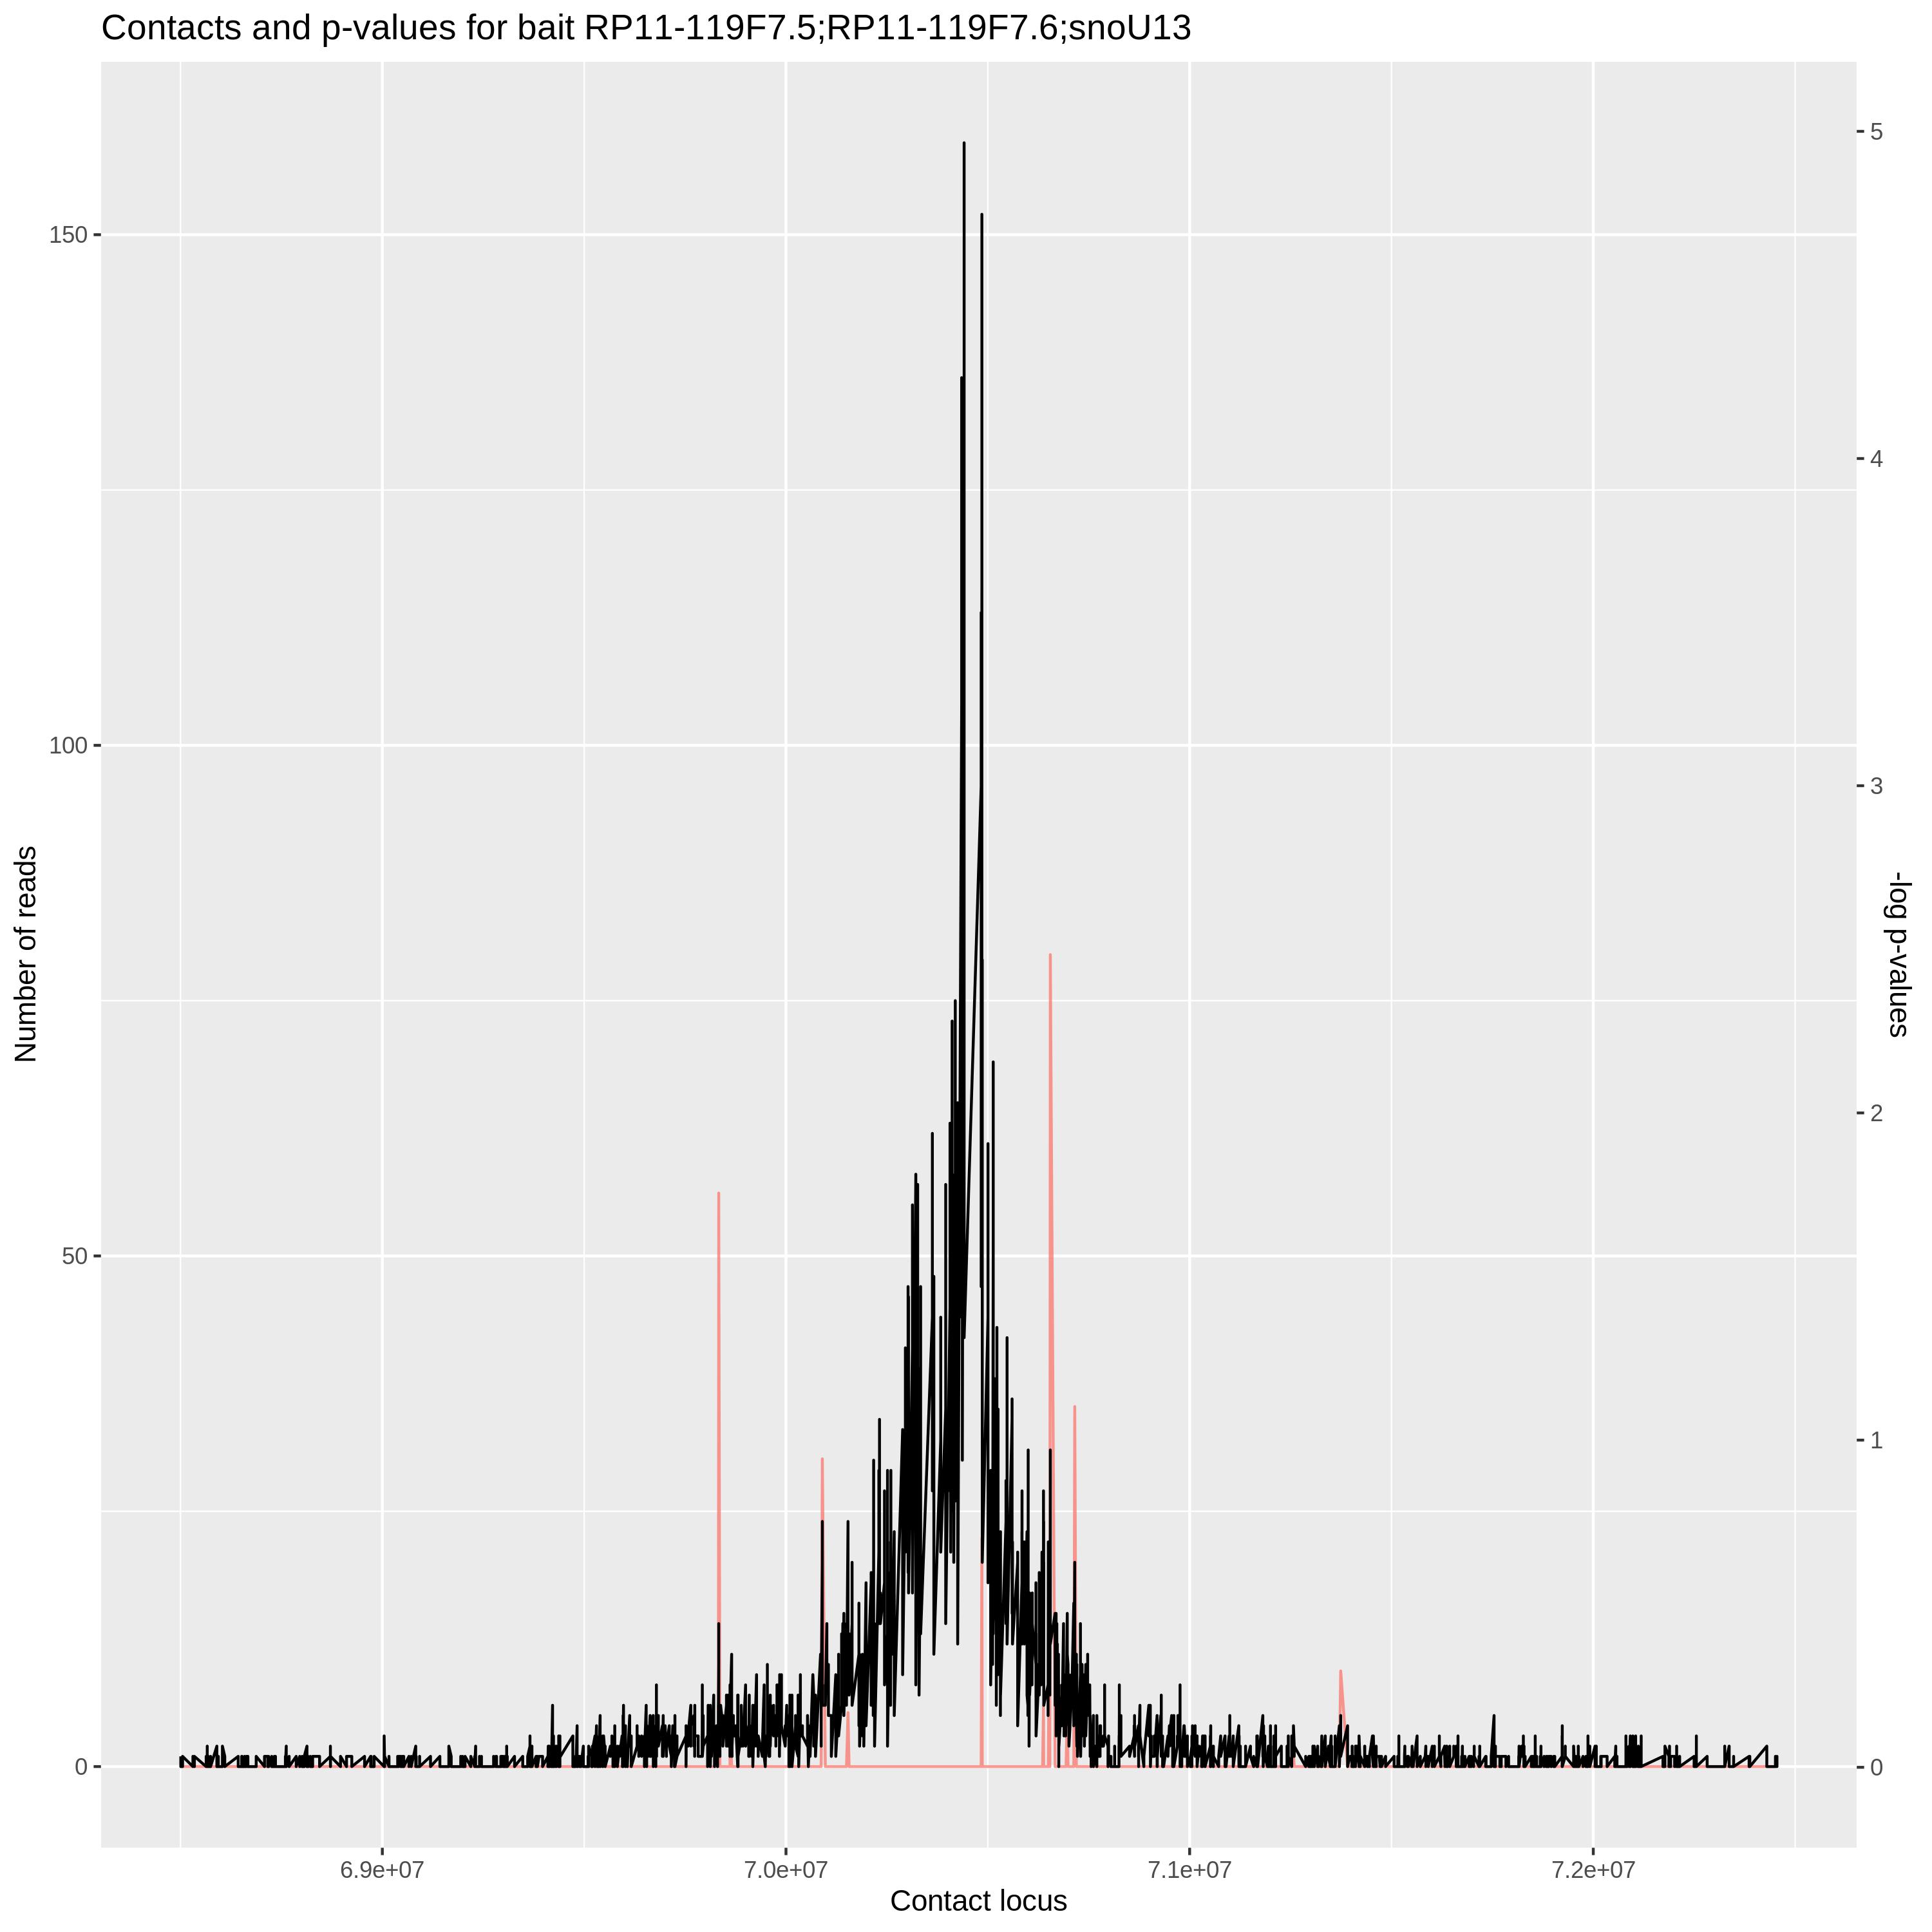 Contacts and p-values for bait RP11-119F7.5;RP11-119F7.6;snoU13
150
100
50
0
Number of reads
5
4
3
2
1
0
-log p-values
6.9e+07
7.0e+07
7.1e+07
7.2e+07
Contact locus